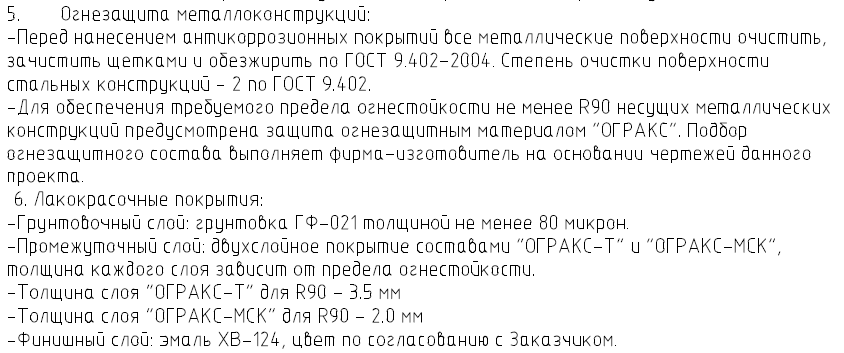 5. Огнезащита металлоконструкций:
-Перед нанесением антикоррозионных покрытий все металлические поверхности очистить,
зачистить щетками и обезжирить по ГОСТ 9.402-2004. Степень очистки поверхности
стальных конструкций - 2 по ГОСТ 9.402.
-Для обеспечения требуемого предела огнестойкости не менее R90 несущих металлических
конструкций предусмотрена защита огнезащитным материалом "ОГРАКС". Подбор
огнезащитного состава выполняет фирма-изготовитель на основании чертежей данного
проекта.
6. Лакокрасочные покрытия:
-Грунтовочный слой: грунтовка ГФ-021 толщиной не менее 80 микрон.
-Промежуточный слой: двухслойное покрытие составами "ОГРАКС-Т" и "ОГРАКС-МСК",
толщина каждого слоя зависит от предела огнестойкости.
-Толщина слоя "ОГРАКС-Т" для R90 - 3.5 мм
-Толщина слоя "ОГРАКС-МСК" для R90 - 2.0 мм
-Финишный слой: эмаль ХВ-124, цвет по согласованию с Заказчиком.